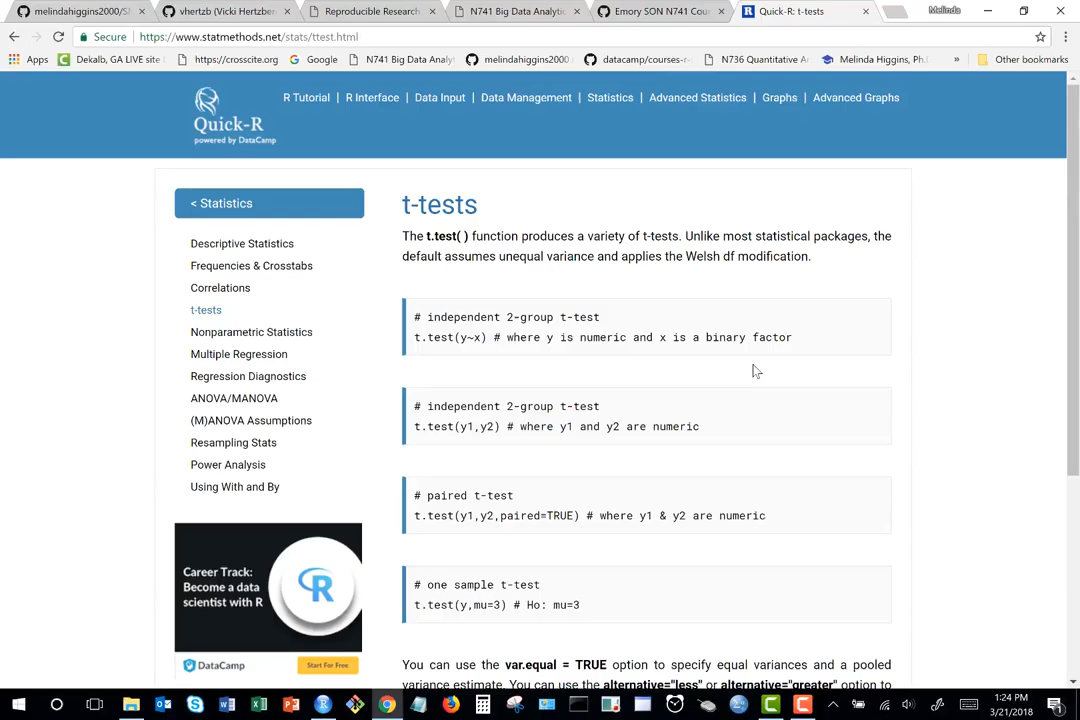 melindahiggins2000/Sh
vhertzb (Vicki Hertzber
Reproducible Research
N741 Big Data Analytic
Emory SON N741 Cou
Quick-R: t-tests
Melinda
Secure
https://www.statmethods.net/stats/ttest.html
Apps
Dekalb, GA LIVE site
https://crosscite.org
Google
N741 Big Data Analy
melindahiggins2000
datacamp/courses-r-
N736 Quantitative A
Melinda Higgins, Ph.
»
Other bookmarks
Quick-R
powered by DataCamp
R Tutorial | R Interface | Data Input | Data Management | Statistics | Advanced Statistics | Graphs | Advanced Graphs
< Statistics
Descriptive Statistics
Frequencies & Crosstabs
Correlations
t-tests
Nonparametric Statistics
Multiple Regression
Regression Diagnostics
ANOVA/MANOVA
(M)ANOVA Assumptions
Resampling Stats
Power Analysis
Using With and By
Career Track:
Become a data
scientist with R
R
DataCamp
Start For Free
t-tests
The t.test( ) function produces a variety of t-tests. Unlike most statistical packages, the
default assumes unequal variance and applies the Welsh df modification.
# independent 2-group t-test
t.test(y~x) # where y is numeric and x is a binary factor
# independent 2-group t-test
t.test(y1,y2) # where y1 and y2 are numeric
# paired t-test
t.test(y1,y2,paired=TRUE) # where y1 & y2 are numeric
# one sample t-test
t.test(y,mu=3) # Ho: mu=3
You can use the var.equal = TRUE option to specify equal variances and a pooled
variance estimate. You can use the alternative="less" or alternative="greater" option to
1:24 PM
3/21/2018